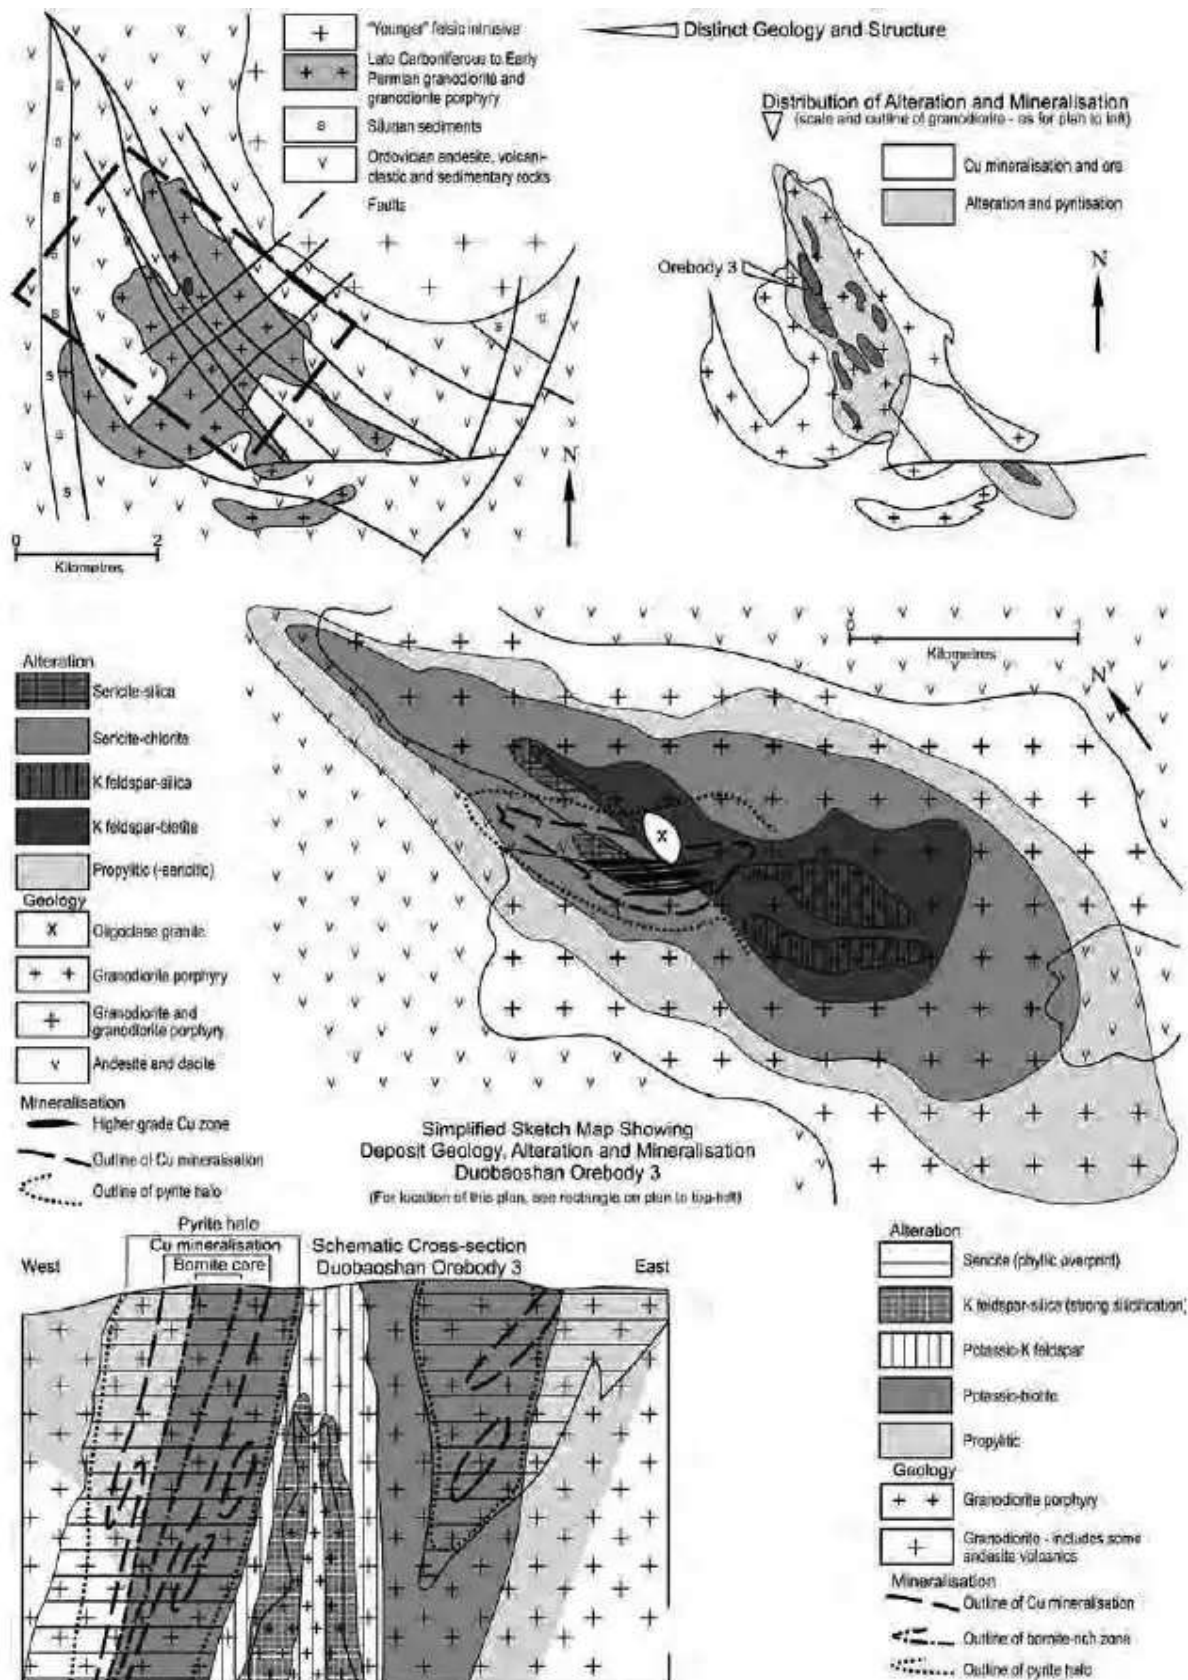 "Younger" felsic intrusive
Late Carboniferous to Early
Permian granodiorite and
granodiorite porphyry
s
Silurian sediments
v
Ordovician andesite, volcani-
clastic and sedimentary rocks
Faults
N
0 2
Kilometres
Distinct Geology and Structure
Distribution of Alteration and Mineralisation
(scale and outline of granodiorite - as for plan to left)
Cu mineralisation and ore
Alteration and pyritisation
Orebody 3
N
Alteration
Sericite-silica
Sericite-chlorite
K feldspar-silica
K feldspar-biotite
Propylitic (-sericitic)
Geology
x
Oligoclase granite
Granodiorite porphyry
Granodiorite and
granodiorite porphyry
v
Andesite and dacite
Mineralisation
Higher grade Cu zone
Outline of Cu mineralisation
Outline of pyrite halo
0 1
Kilometres
N
x
Simplified Sketch Map Showing
Deposit Geology, Alteration and Mineralisation
Duobaoshan Orebody 3
(For location of this plan, see rectangle on plan to top-left)
Pyrite halo
Cu mineralisation
Bornite core
West
Schematic Cross-section
Duobaoshan Orebody 3
East
Alteration
Sericite (phyllic overprint)
K feldspar-silica (strong silicification)
Potassic-K feldspar
Potassic-biotite
Propylitic
Geology
Granodiorite porphyry
Granodiorite - includes some
andesite volcanics
Mineralisation
Outline of Cu mineralisation
Outline of bornite-rich zone
Outline of pyrite halo